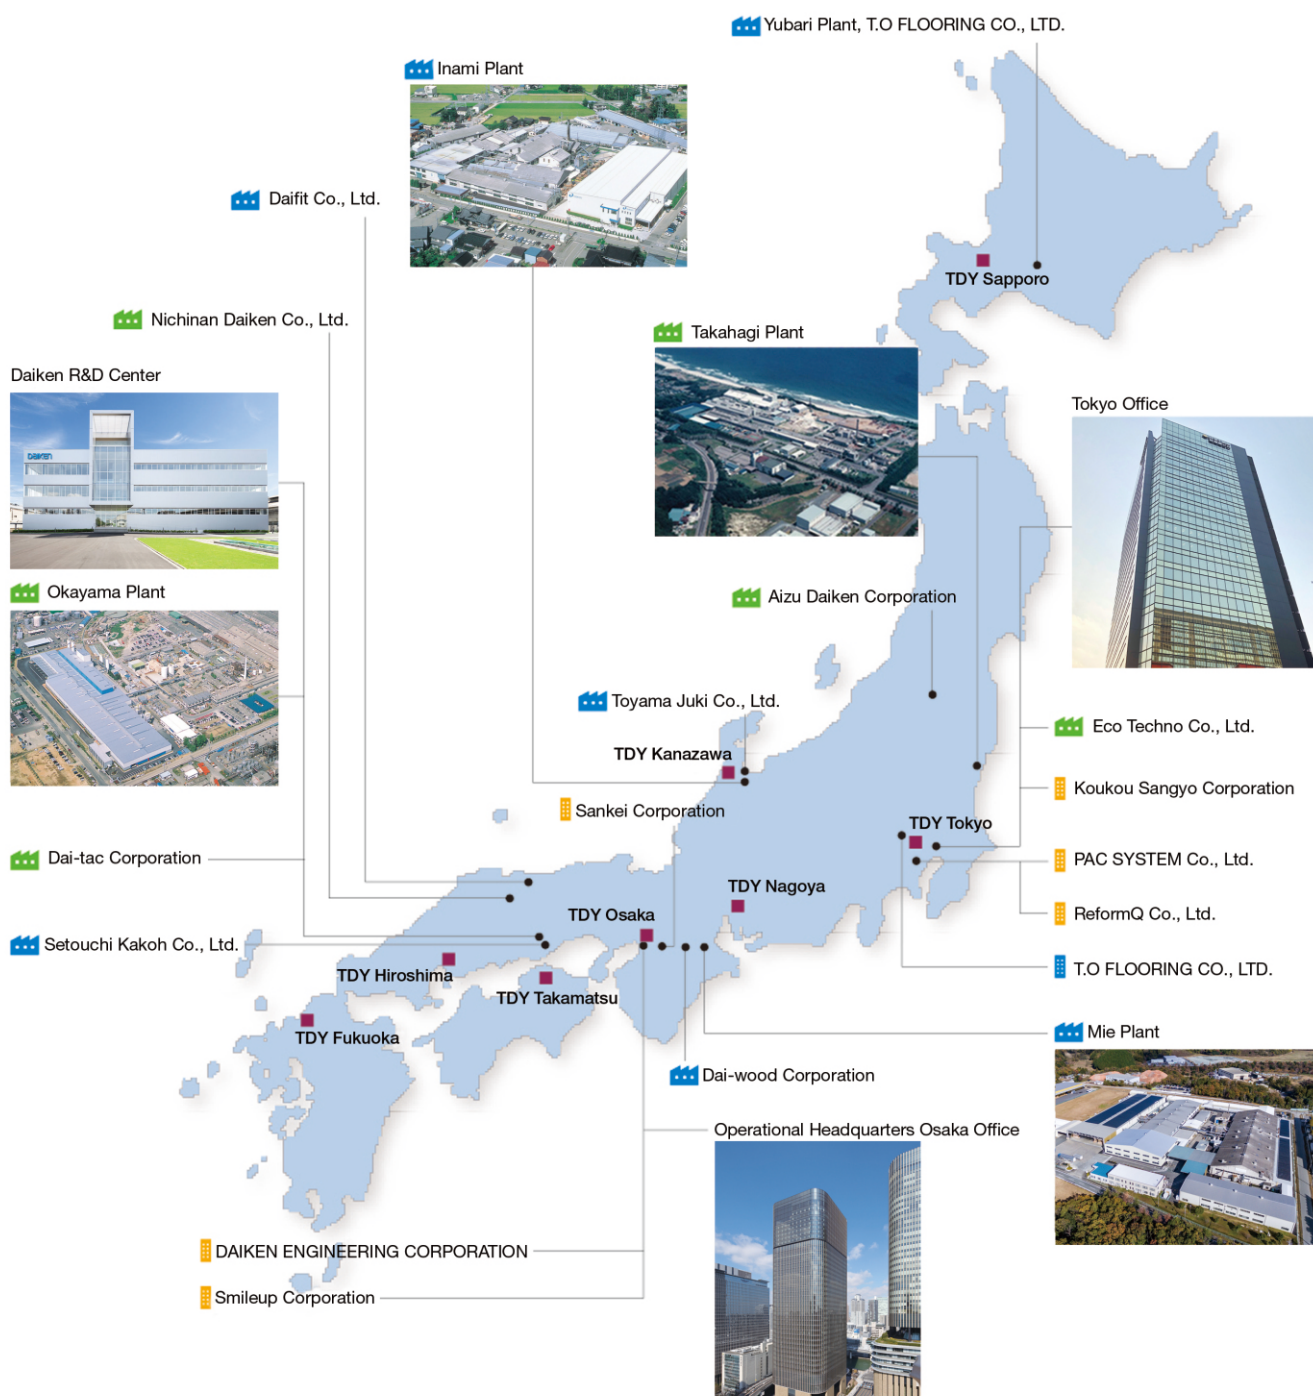 Yubari Plant, T.O FLOORING CO., LTD.
Inami Plant
Daifit Co., Ltd.
TDY Sapporo
Nichinan Daiken Co., Ltd.
Takahagi Plant
Daiken R&D Center
DAIKEN
Tokyo Office
Okayama Plant
Aizu Daiken Corporation
Toyama Juki Co., Ltd.
Eco Techno Co., Ltd.
TDY Kanazawa
Koukou Sangyo Corporation
Sankei Corporation
TDY Tokyo
Dai-tac Corporation
PAC SYSTEM Co., Ltd.
TDY Nagoya
ReformQ Co., Ltd.
TDY Osaka
Setouchi Kakoh Co., Ltd.
T.O FLOORING CO., LTD.
TDY Hiroshima
TDY Takamatsu
TDY Fukuoka
Mie Plant
Dai-wood Corporation
Operational Headquarters Osaka Office
DAIKEN ENGINEERING CORPORATION
Smileup Corporation